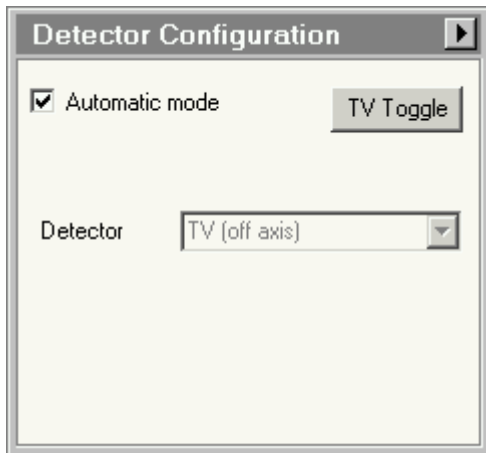 Detector Configuration
Automatic mode
TV Toggle
Detector
TV (off axis)